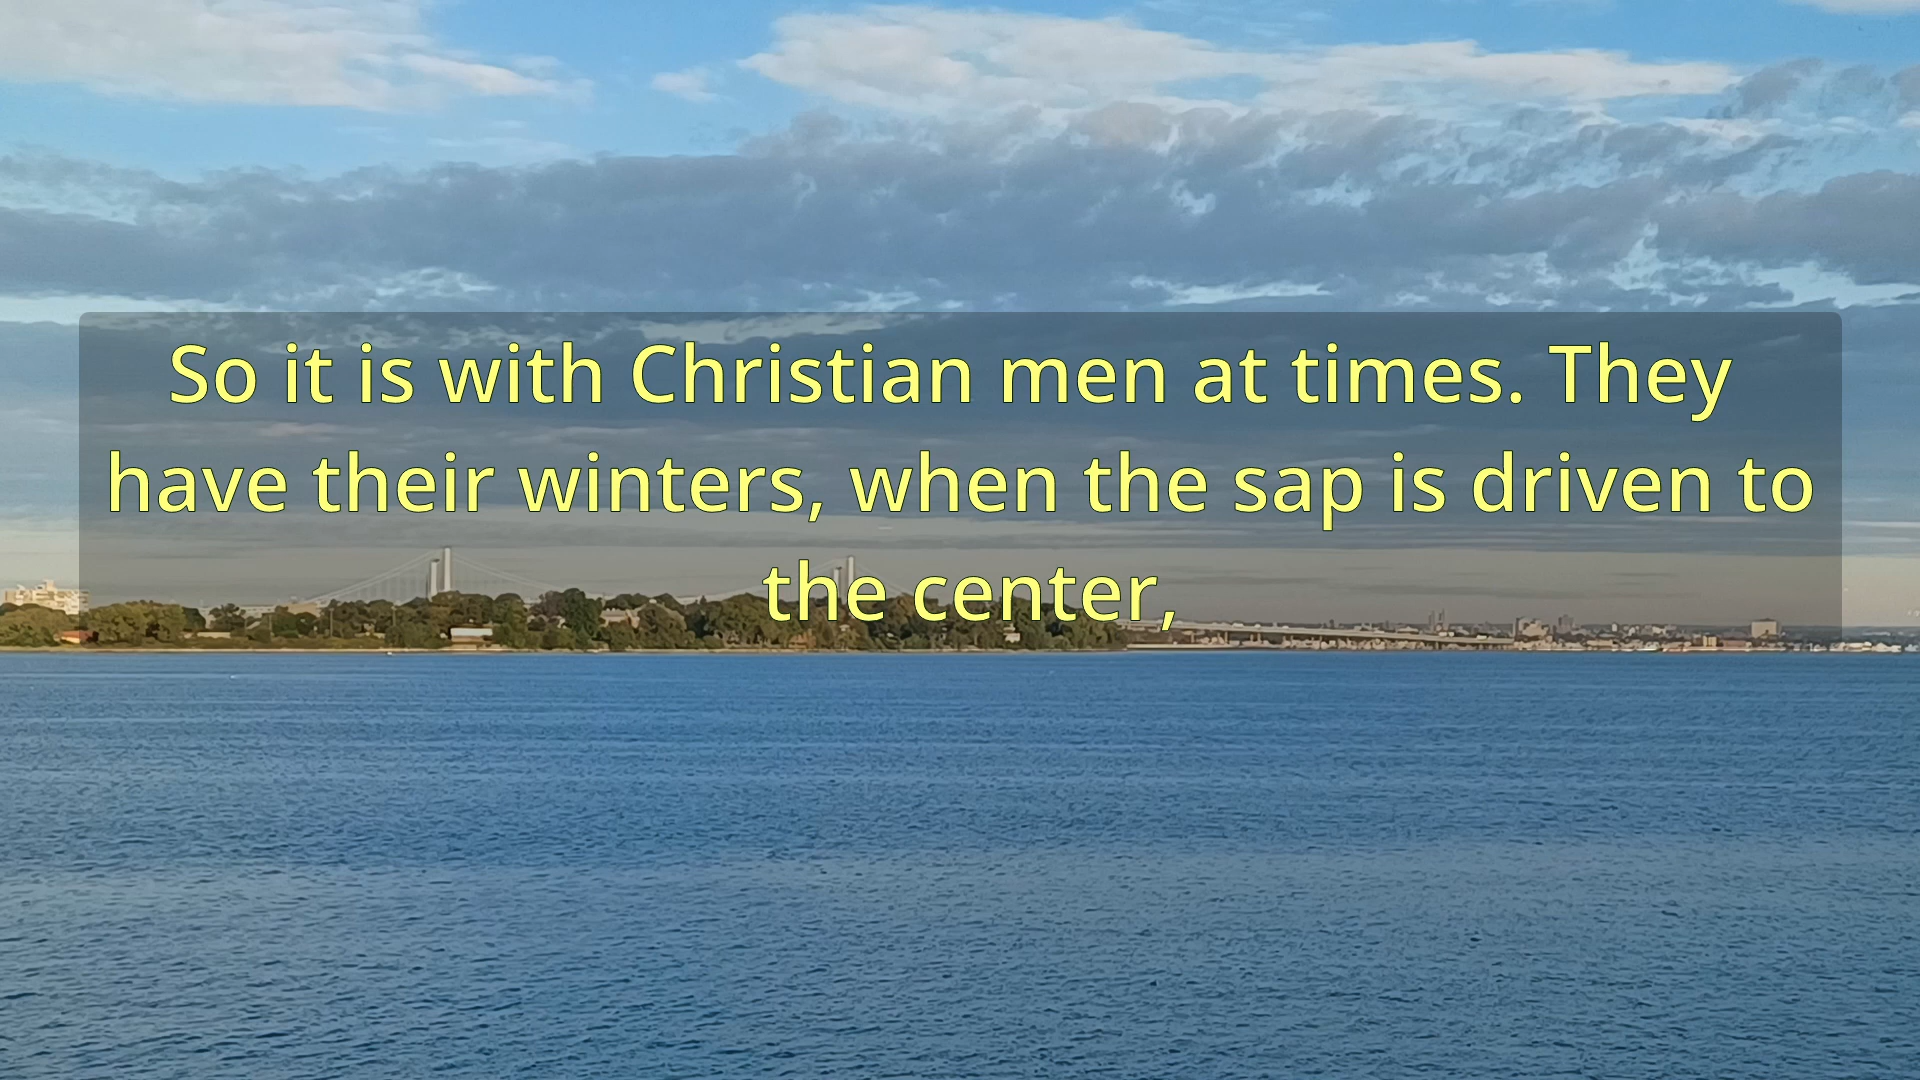 So it is with Christian men at times. They
have their winters, when the sap is driven to
the center,